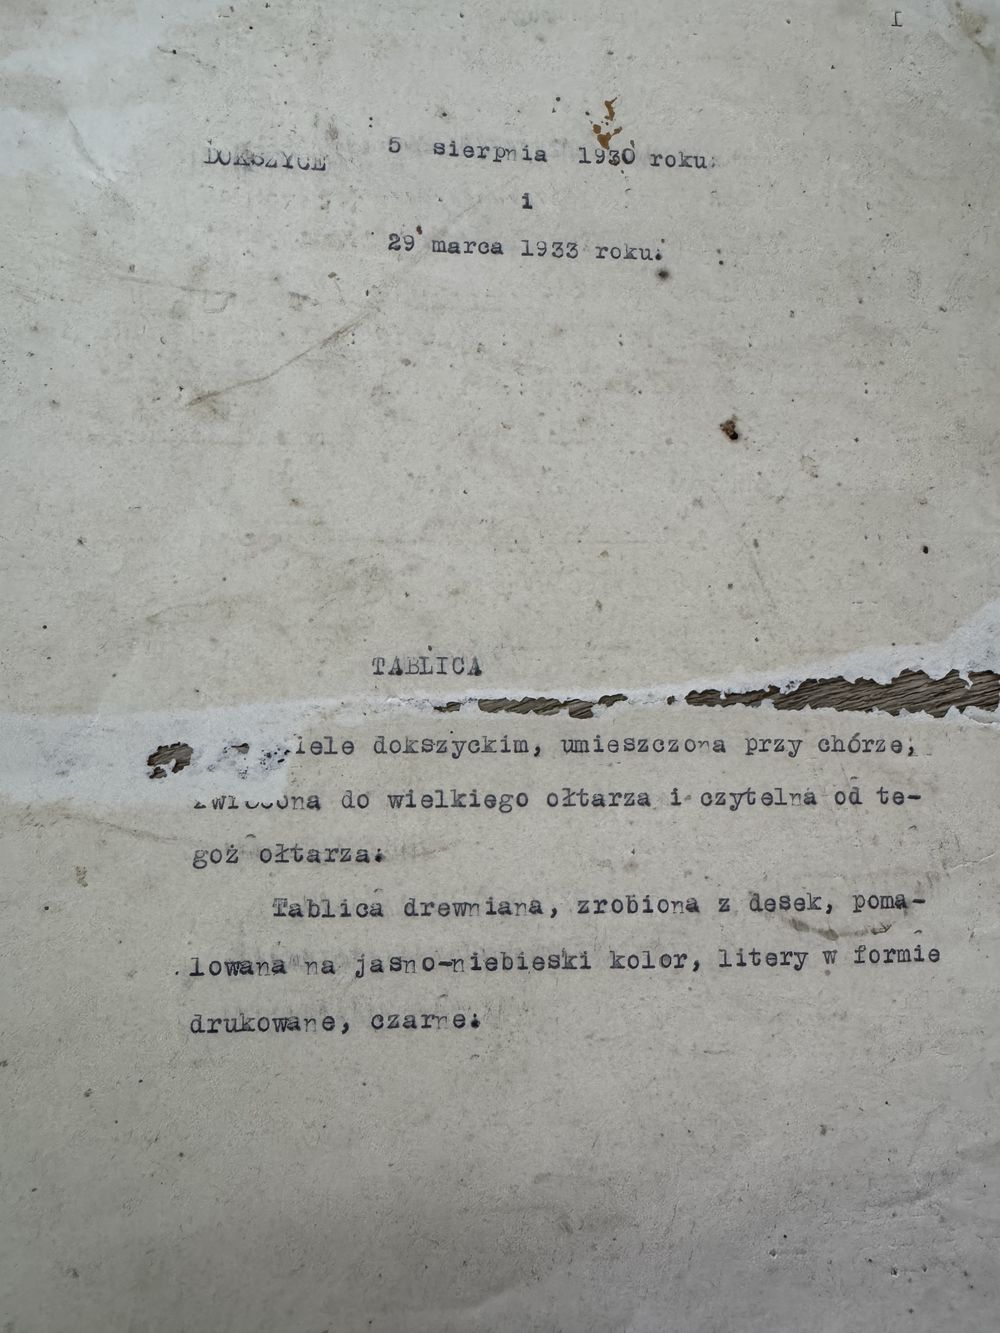 I
DOKSZYCE 5 sierpnia 1930 roku.
i
29 marca 1933 roku.
TABLICA
iele dokszyckim, umieszczona przy chórze,
do wielkiego ołtarza i czytelna od te-
goż ołtarza.
Tablica drewniana, zrobiona z desek, poma-
lowana na jasno-niebieski kolor, litery w formie
drukowane, czarne.